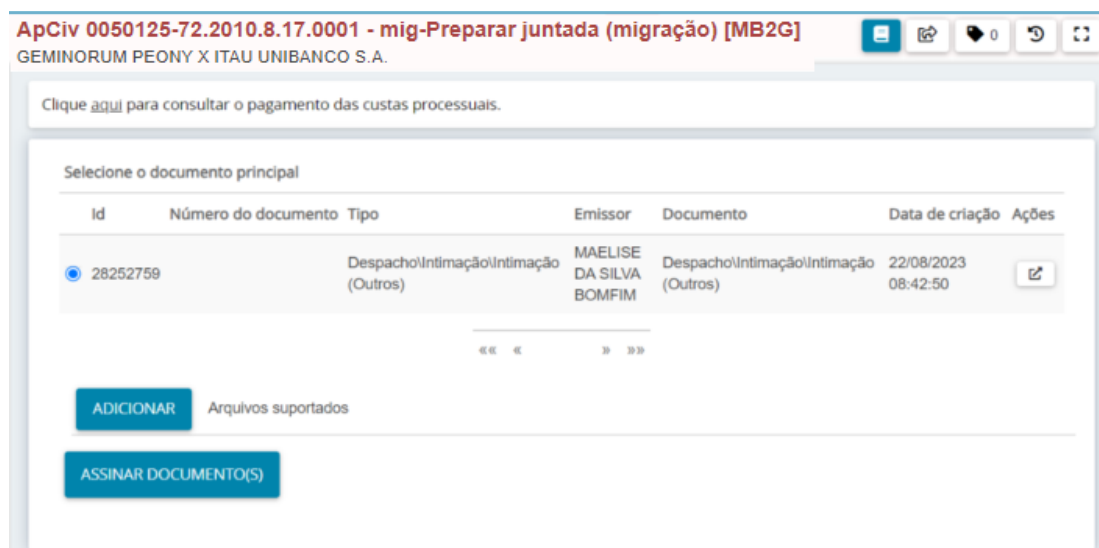 ApCiv 0050125-72.2010.8.17.0001 - mig-Preparar juntada (migração) [MB2G]
0
GEMINORUM PEONY X ITAU UNIBANCO S.A.
Clique aqui para consultar o pagamento das custas processuais.
Selecione o documento principal
Id Número do documento Tipo Emissor Documento Data de criação Ações
28252759 Despacho\Intimação\Intimação (Outros) MAELISE DA SILVA BOMFIM Despacho\Intimação\Intimação (Outros) 22/08/2023 08:42:50
«« « » »»
ADICIONAR Arquivos suportados
ASSINAR DOCUMENTO(S)